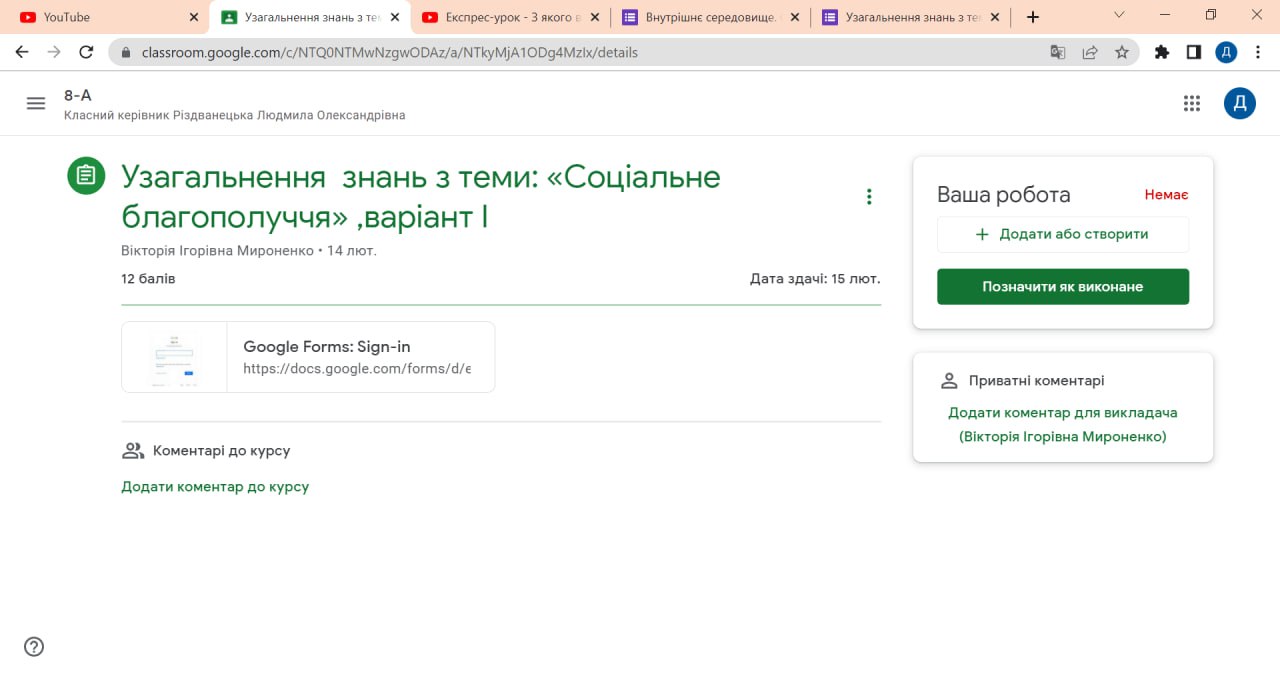 YouTube
Узагальнення знань з те
Експрес-урок - З якого в
Внутрішнє середовище.
Узагальнення знань з те
classroom.google.com/c/NTQ0NTMwNzgwODAz/a/NTkyMjA1ODg4MzIx/details
Д
8-А
Класний керівник Різдванецька Людмила Олександрівна
Д
Узагальнення знань з теми: «Соціальне
благополуччя» ,варіант І
Вікторія Ігорівна Мироненко • 14 лют.
12 балів
Дата здачі: 15 лют.
Google Forms: Sign-in
https://docs.google.com/forms/d/e
Коментарі до курсу
Додати коментар до курсу
Ваша робота
Немає
+ Додати або створити
Позначити як виконане
Приватні коментарі
Додати коментар для викладача
(Вікторія Ігорівна Мироненко)